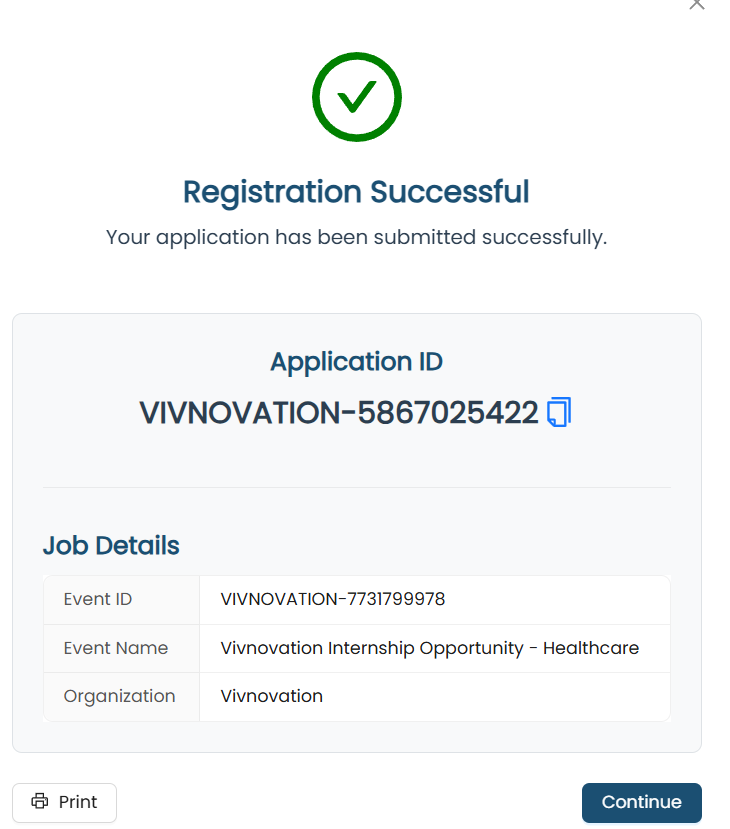 Registration Successful
Your application has been submitted successfully.
Application ID
VIVNOVATION-5867025422
Job Details
Event ID VIVNOVATION-7731799978
Event Name Vivnovation Internship Opportunity - Healthcare
Organization Vivnovation
Print Continue